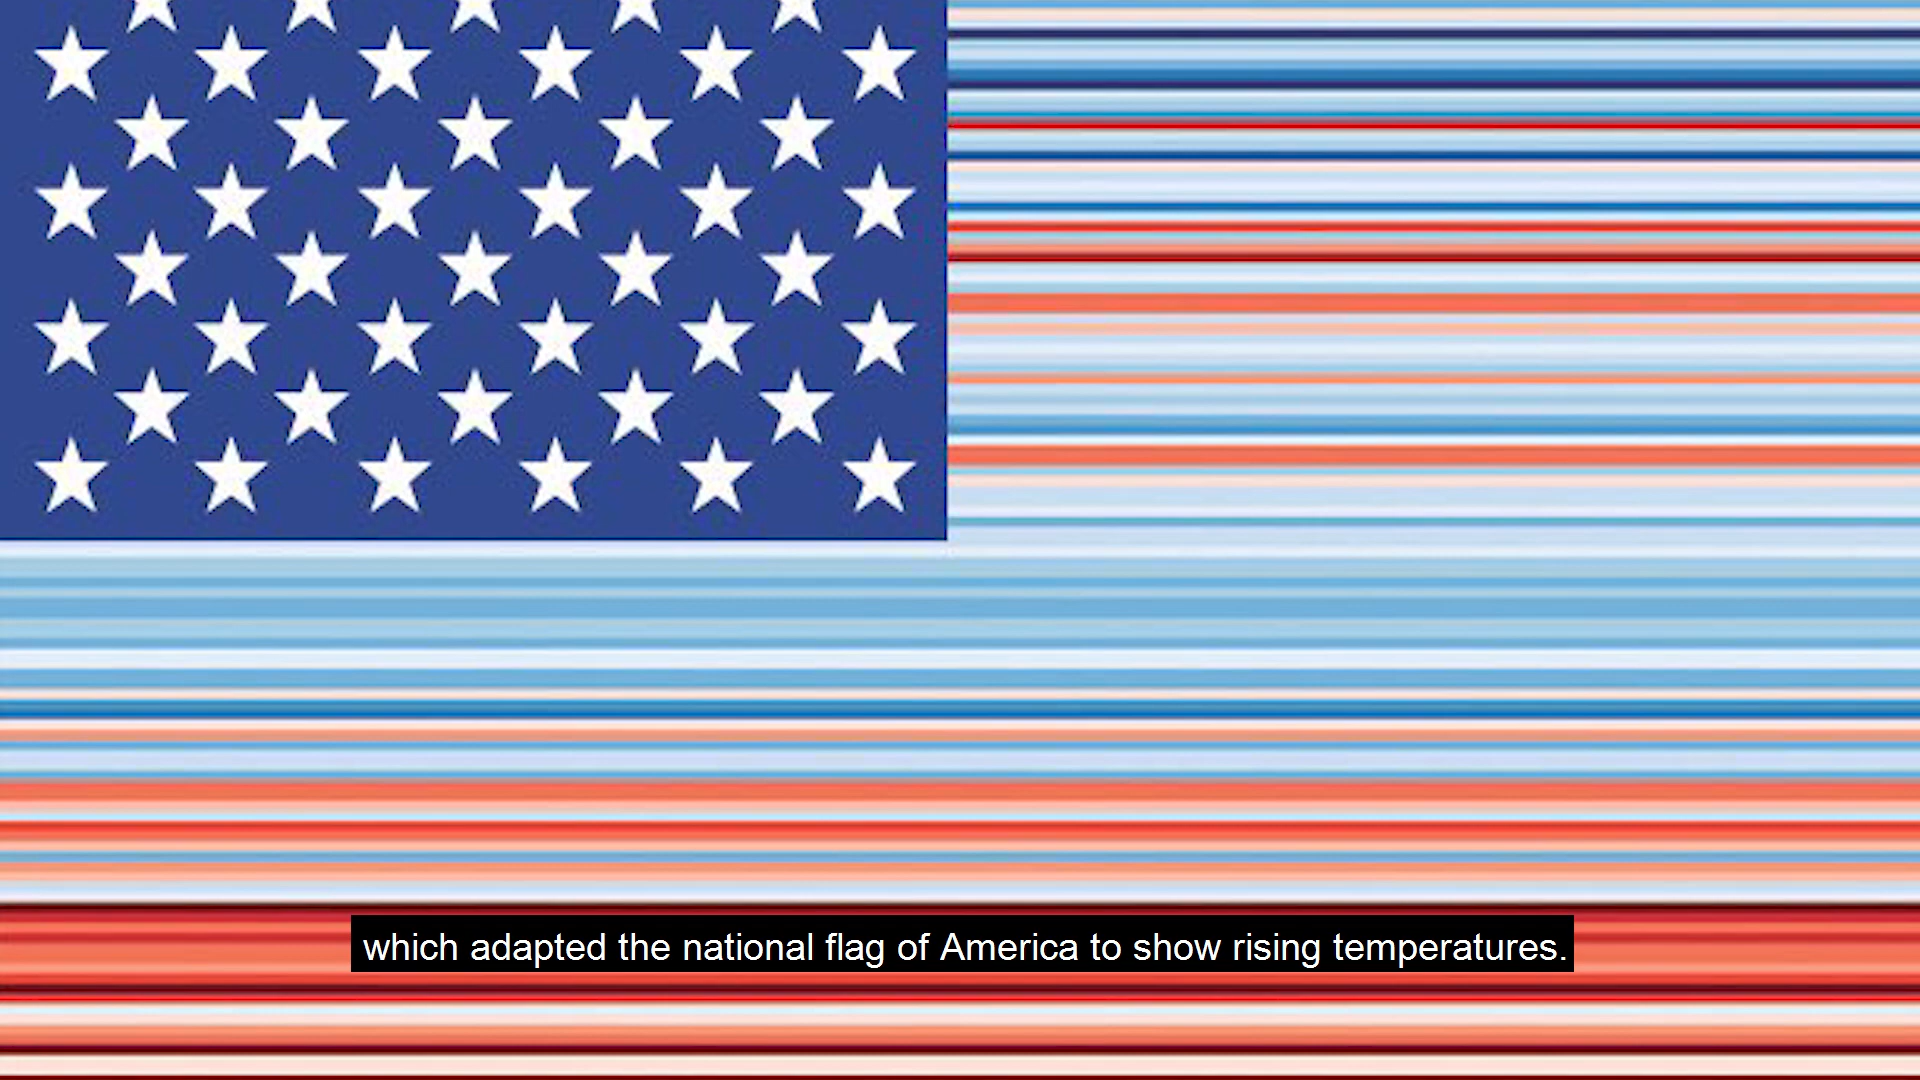 which adapted the national flag of America to show rising temperatures.